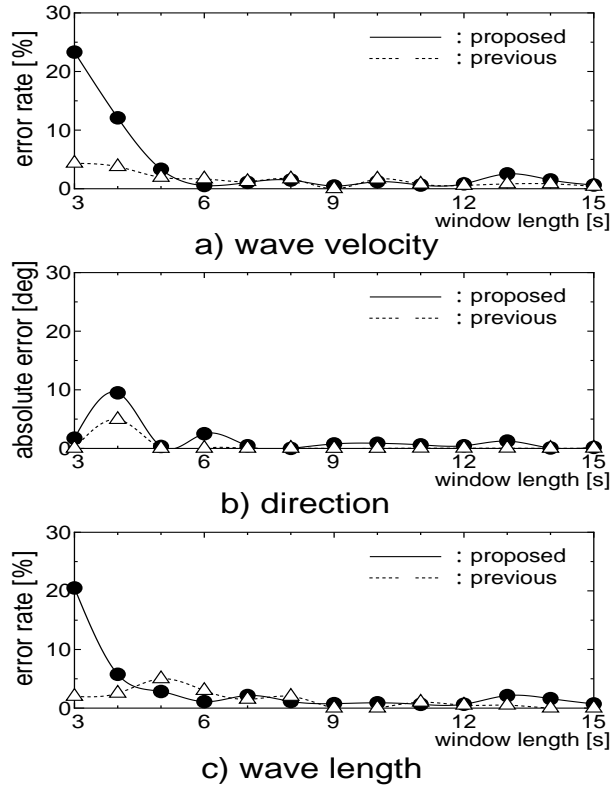 30
20
10
0
error rate [%]
: proposed
: previous
3 6 9 12 15
window length [s]
a) wave velocity
30
20
10
0
absolute error [deg]
: proposed
: previous
3 6 9 12 15
window length [s]
b) direction
30
20
10
0
error rate [%]
: proposed
: previous
3 6 9 12 15
window length [s]
c) wave length